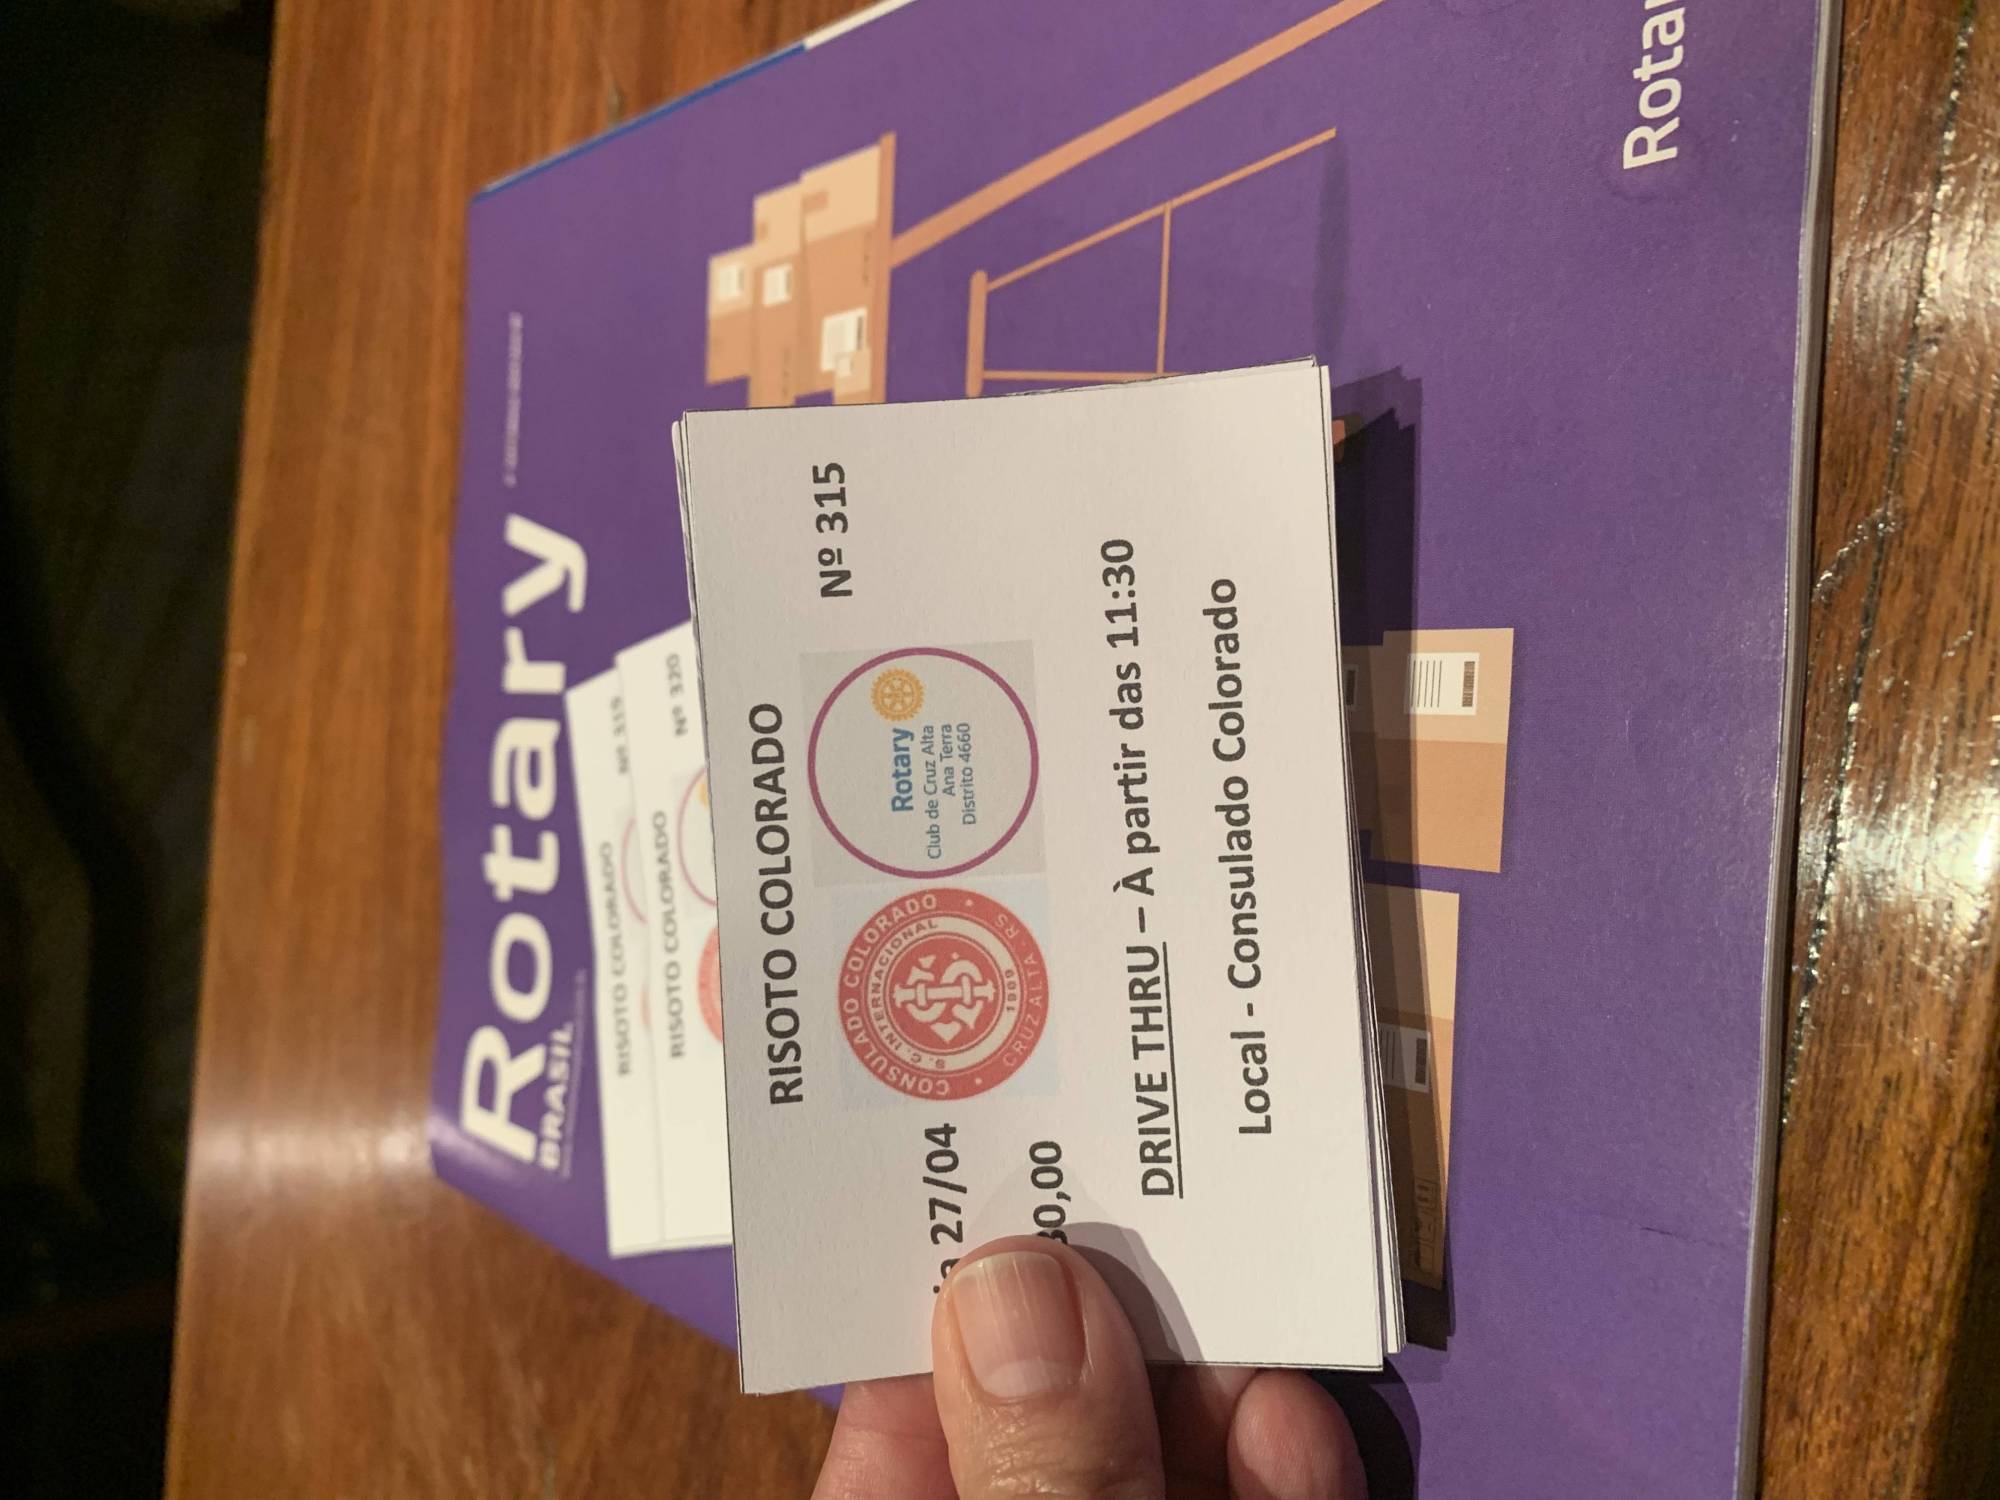 Rotary
BRASIL
RISOTO COLORADO
Nº 319
RISOTO COLORADO
Nº 320
RISOTO COLORADO
Nº 315
27/04
30,00
CONSULADO COLORADO
S. C. INTERNACIONAL
1909
CRUZ ALTA - RS
Rotary
Club de Cruz Alta
Ana Terra
Distrito 4660
DRIVE THRU – À partir das 11:30
Local - Consulado Colorado